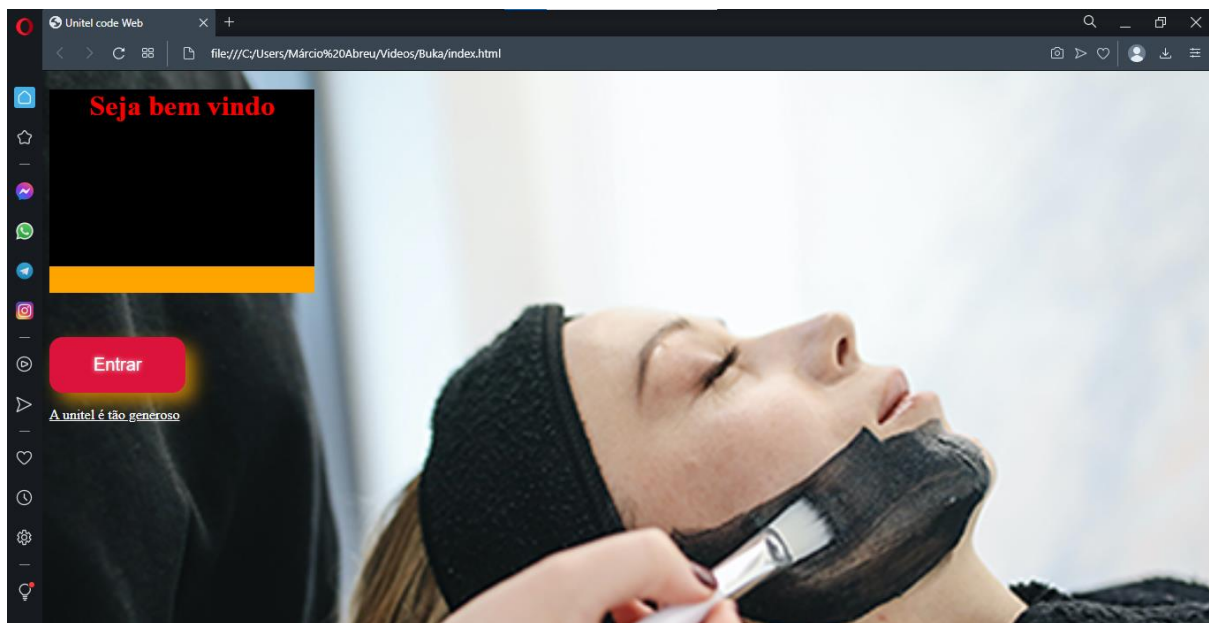 Unitel code Web
file:///C:/Users/Márcio%20Abreu/Videos/Buka/index.html
Seja bem vindo
Entrar
A unitel é tão generoso